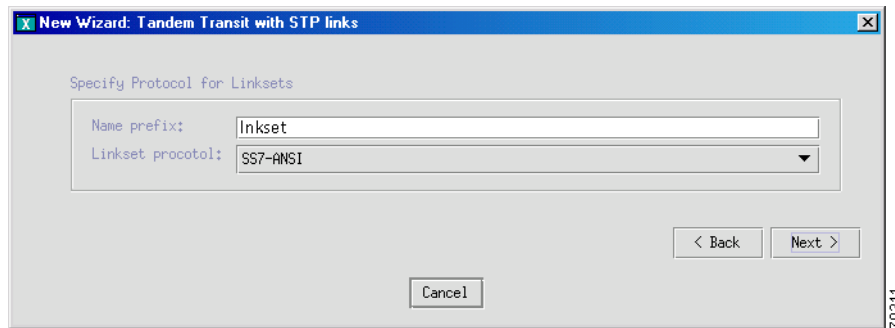 X New Wizard: Tandem Transit with STP links
Specify Protocol for Linksets
Name prefix: lnkset
Linkset procotol: SS7-ANSI
< Back Next >
Cancel